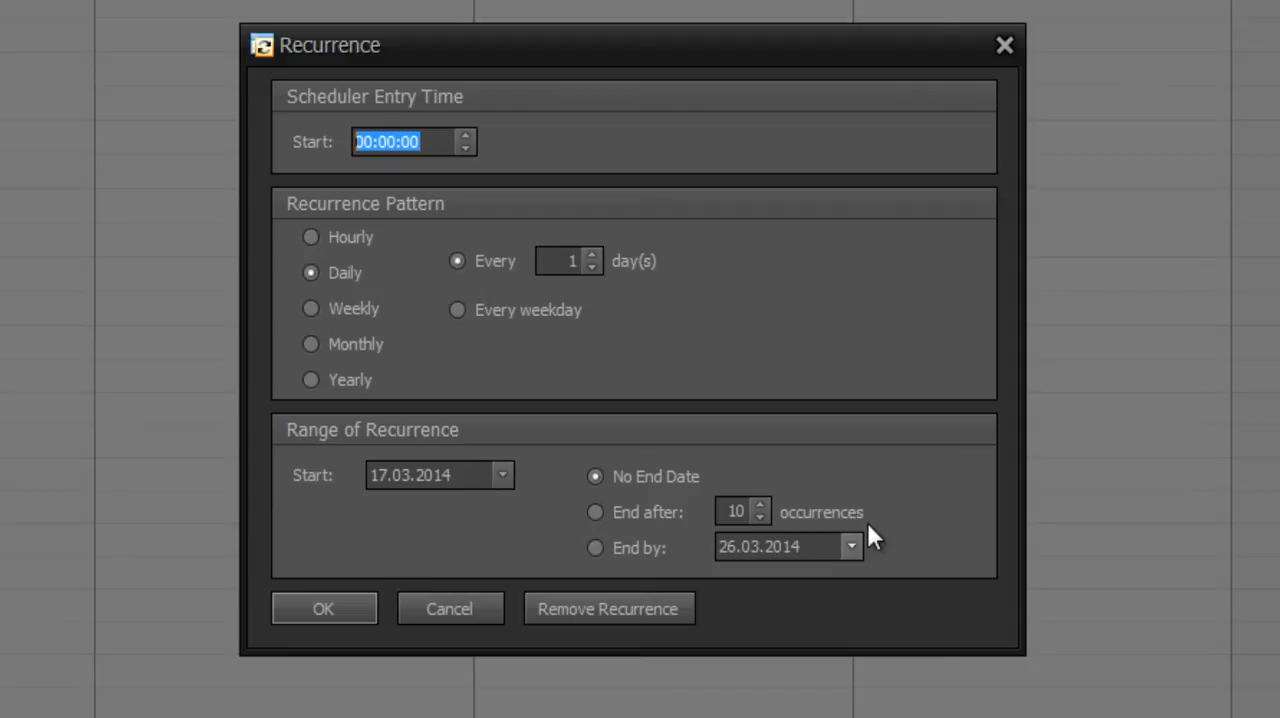 Recurrence
Scheduler Entry Time
Start: 00:00:00
Recurrence Pattern
Hourly
Every 1 day(s)
Daily
Weekly
Every weekday
Monthly
Yearly
Range of Recurrence
Start: 17.03.2014
No End Date
End after: 10 occurrences
End by: 26.03.2014
OK Cancel Remove Recurrence